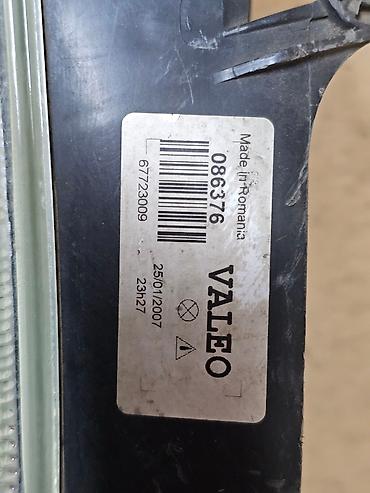 Made in Romania
086376
67723009
VALEO
25/01/2007
23h27